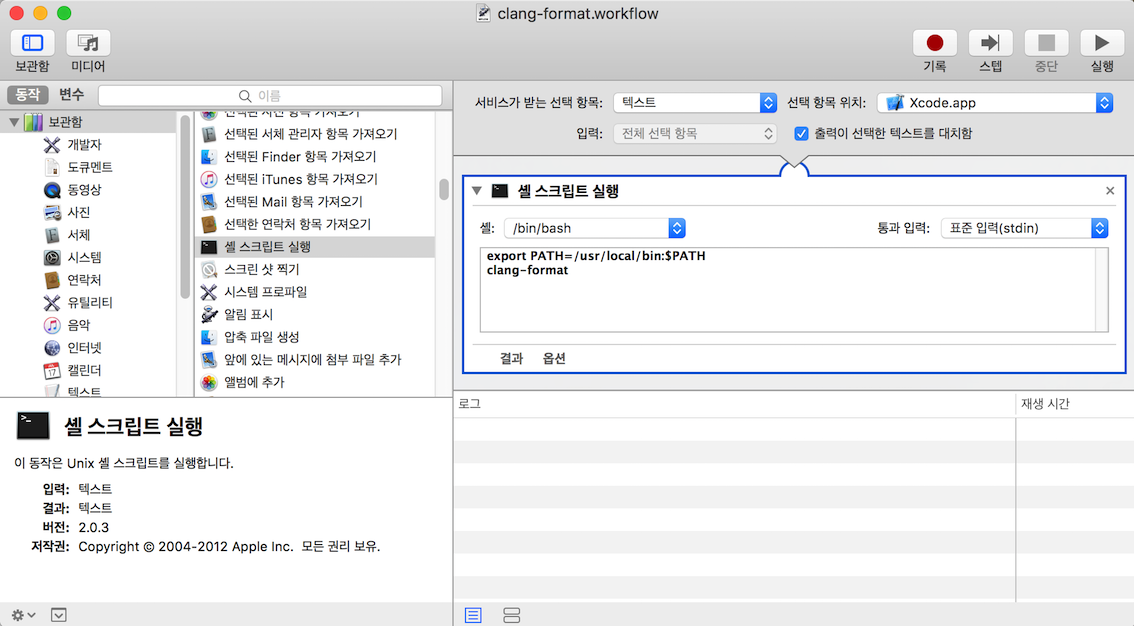 clang-format.workflow
보관함 미디어
기록 스텝 중단 실행
동작 변수 이름
보관함
개발자
도큐멘트
동영상
사진
서체
시스템
연락처
유틸리티
음악
인터넷
캘린더
텍스트
선택된 사진 항목 가져오기
선택된 서체 관리자 항목 가져오기
선택된 Finder 항목 가져오기
선택된 iTunes 항목 가져오기
선택된 Mail 항목 가져오기
선택한 연락처 항목 가져오기
셸 스크립트 실행
스크린 샷 찍기
시스템 프로파일
알림 표시
압축 파일 생성
앞에 있는 메시지에 첨부 파일 추가
앨범에 추가
셸 스크립트 실행
이 동작은 Unix 셸 스크립트를 실행합니다.
입력: 텍스트
결과: 텍스트
버전: 2.0.3
저작권: Copyright © 2004-2012 Apple Inc. 모든 권리 보유.
서비스가 받는 선택 항목: 텍스트 선택 항목 위치: Xcode.app
입력: 전체 선택 항목 출력이 선택한 텍스트를 대치함
셸 스크립트 실행
셸: /bin/bash 통과 입력: 표준 입력(stdin)
export PATH=/usr/local/bin:$PATH
clang-format
결과 옵션
로그 재생 시간